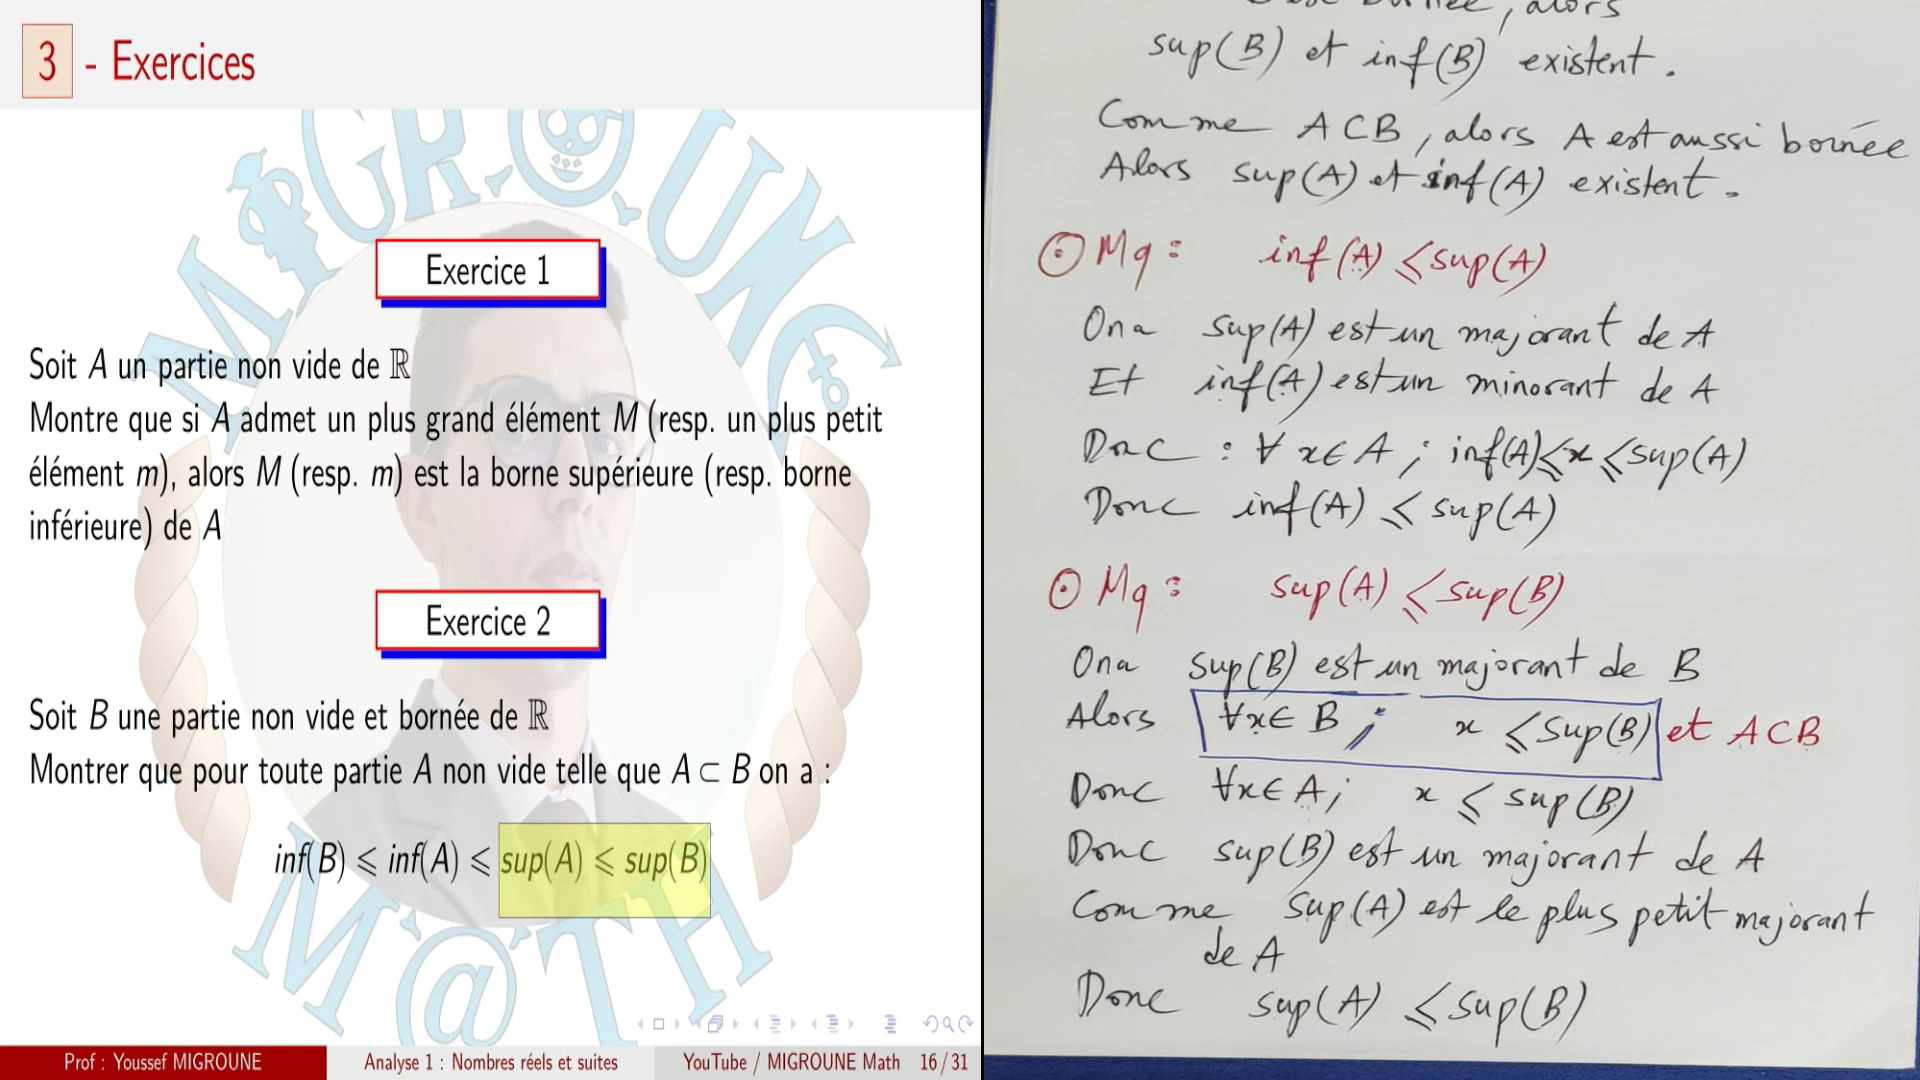 3 - Exercices
Exercice 1
Soit A un partie non vide de ℝ
Montre que si A admet un plus grand élément M (resp. un plus petit
élément m), alors M (resp. m) est la borne supérieure (resp. borne
inférieure) de A
Exercice 2
Soit B une partie non vide et bornée de ℝ
Montrer que pour toute partie A non vide telle que A ⊂ B on a :
inf(B) ⩽ inf(A) ⩽ sup(A) ⩽ sup(B)
MIGROUNE
M@TH
Prof : Youssef MIGROUNE Analyse 1 : Nombres réels et suites YouTube / MIGROUNE Math 16 / 31
, alors
sup(B) et inf(B) existent.
Comme A⊂B, alors A est aussi bornée
Alors sup(A) et inf(A) existent.
⊙ Mq : inf(A) ⩽ sup(A)
On a sup(A) est un majorant de A
Et inf(A) est un minorant de A
Donc : ∀ x∈A ; inf(A)⩽x⩽sup(A)
Donc inf(A) ⩽ sup(A)
⊙ Mq : sup(A) ⩽ sup(B)
On a sup(B) est un majorant de B
Alors ∀x∈ B ; x ⩽ Sup(B) et A⊂B
Donc ∀x∈A ; x ⩽ sup(B)
Donc sup(B) est un majorant de A
Comme sup(A) est le plus petit majorant
de A
Donc sup(A) ⩽ sup(B)